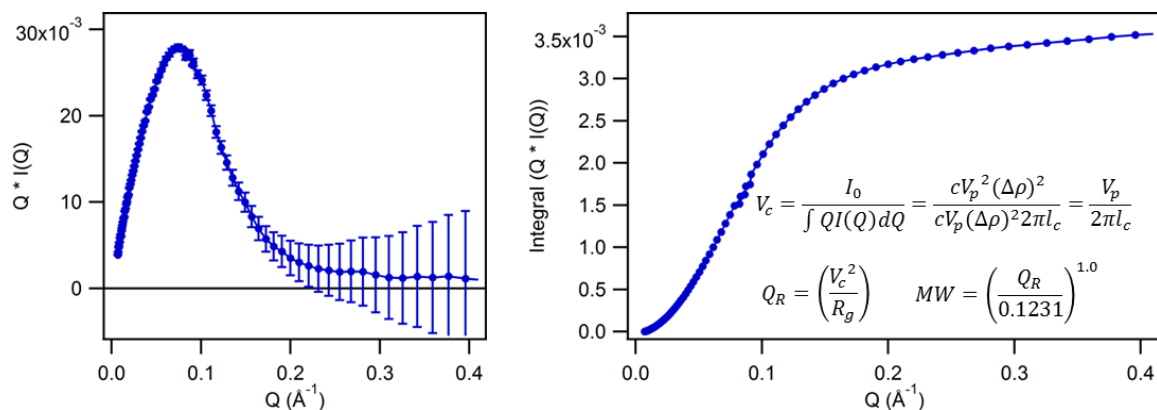 30x10⁻³
20
10
0
Q * I(Q)
0.0 0.1 0.2 0.3 0.4
Q (Å⁻¹)
3.5x10⁻³
3.0
2.5
2.0
1.5
1.0
0.5
0.0
Integral (Q * I(Q))
V_c = I_0 / ∫ QI(Q)dQ = cV_p²(Δρ)² / cV_p(Δρ)²2πl_c = V_p / 2πl_c
Q_R = (V_c² / R_g) MW = (Q_R / 0.1231)^1.0
0.0 0.1 0.2 0.3 0.4
Q (Å⁻¹)